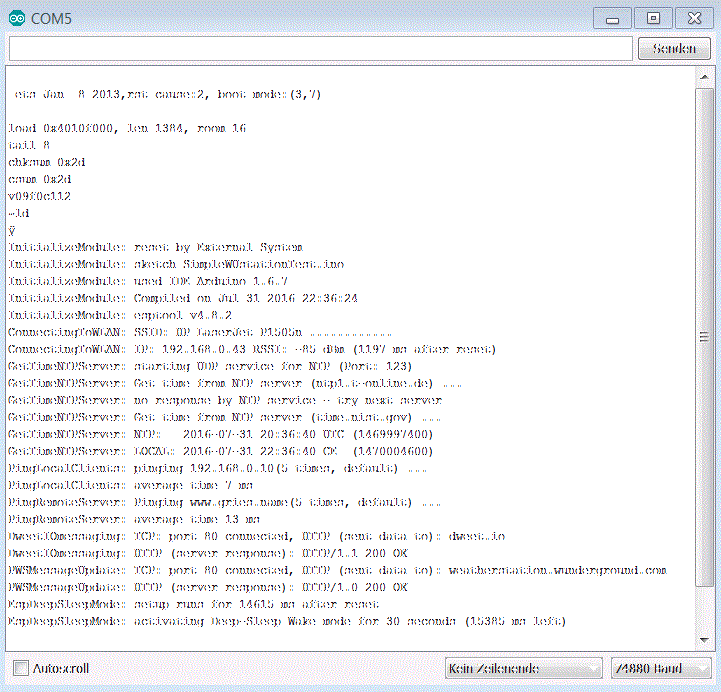 COM5
Senden
ets Jan  8 2013,rst cause:2, boot mode:(3,7)
load 0x4010f000, len 1384, room 16
tail 8
chksum 0x2d
csum 0x2d
v09f0c112
~ld
ÿ
InitializeModule: reset by External System
InitializeModule: sketch SimpleWUstationTest.ino
InitializeModule: used IDE Arduino 1.6.7
InitializeModule: Compiled on Jul 31 2016 22:36:24
InitializeModule: esptool v4.8.2
ConnectingToWLAN: SSID: HP LaserJet P1505n .............
ConnectingToWLAN: IP: 192.168.0.43 RSSI: -85 dBm (1197 ms after reset)
GetTimeNTPServer: starting UDP service for NTP (Port: 123)
GetTimeNTPServer: Get time from NTP server (ntp1.t-online.de) ...
GetTimeNTPServer: no response by NTP service - try next server
GetTimeNTPServer: Get time from NTP server (time.nist.gov) ...
GetTimeNTPServer: NTP:   2016-07-31 20:36:40 UTC (1469997400)
GetTimeNTPServer: LOCAL: 2016-07-31 22:36:40 CE  (1470004600)
PingLocalClients: pinging 192.168.0.10(5 times, default) ...
PingLocalClients: average time 7 ms
PingRemoteServer: Pinging www.gries.name(5 times, default) ...
PingRemoteServer: average time 13 ms
DweetIOmessaging: TCP: port 80 connected, HTTP (sent data to): dweet.io
DweetIOmessaging: HTTP (server response): HTTP/1.1 200 OK
PWSMessageUpdate: TCP: port 80 connected, HTTP (sent data to): weatherstation.wunderground.com
PWSMessageUpdate: HTTP (server response): HTTP/1.0 200 OK
EspDeepSleepMode: setup runs for 14615 ms after reset
EspDeepSleepMode: activating Deep-Sleep Wake mode for 30 seconds (15385 ms left)
Autoscroll
Kein Zeilenende
74880 Baud